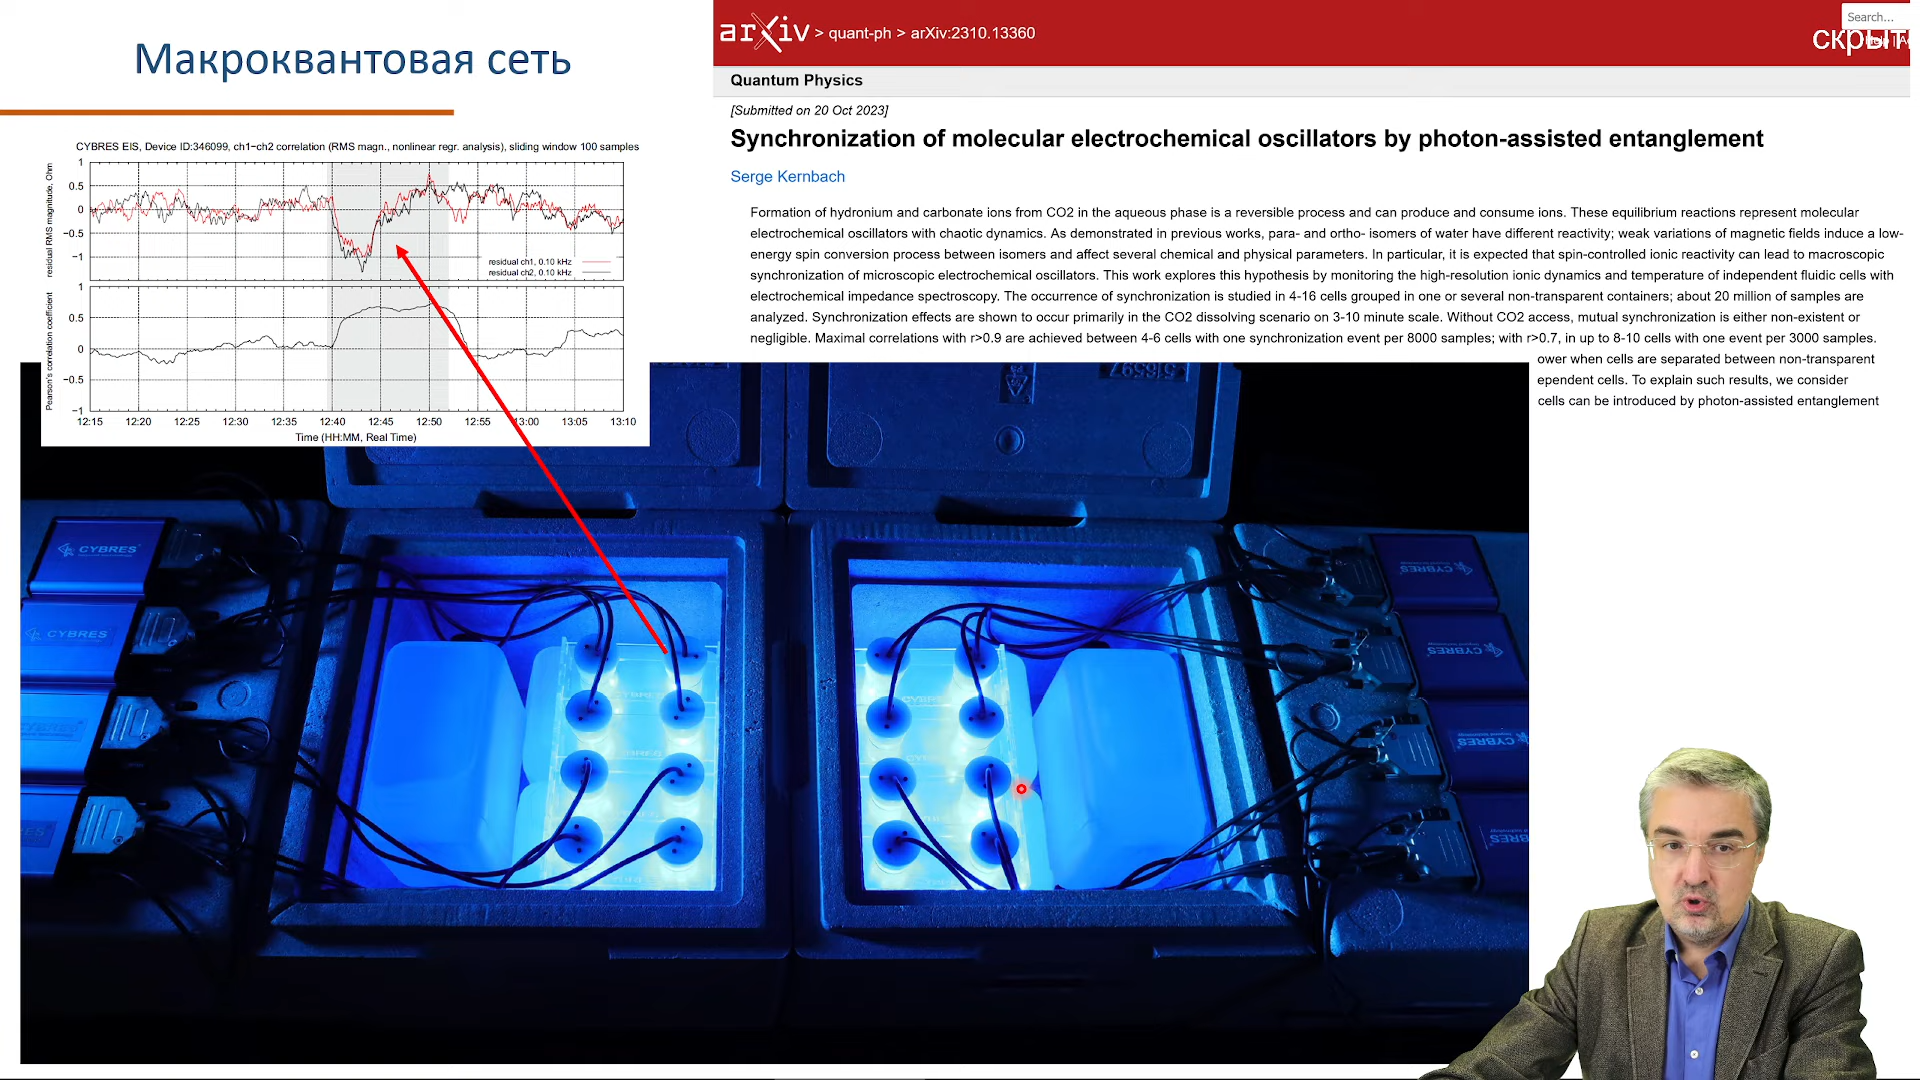 Макроквантовая сеть
arXiv > quant-ph > arXiv:2310.13360
Search...
скрыт
Quantum Physics
[Submitted on 20 Oct 2023]
Synchronization of molecular electrochemical oscillators by photon-assisted entanglement
Serge Kernbach
Formation of hydronium and carbonate ions from CO2 in the aqueous phase is a reversible process and can produce and consume ions. These equilibrium reactions represent molecular
electrochemical oscillators with chaotic dynamics. As demonstrated in previous works, para- and ortho- isomers of water have different reactivity; weak variations of magnetic fields induce a low-
energy spin conversion process between isomers and affect several chemical and physical parameters. In particular, it is expected that spin-controlled ionic reactivity can lead to macroscopic
synchronization of microscopic electrochemical oscillators. This work explores this hypothesis by monitoring the high-resolution ionic dynamics and temperature of independent fluidic cells with
electrochemical impedance spectroscopy. The occurrence of synchronization is studied in 4-16 cells grouped in one or several non-transparent containers; about 20 million of samples are
analyzed. Synchronization effects are shown to occur primarily in the CO2 dissolving scenario on 3-10 minute scale. Without CO2 access, mutual synchronization is either non-existent or
negligible. Maximal correlations with r>0.9 are achieved between 4-6 cells with one synchronization event per 8000 samples; with r>0.7, in up to 8-10 cells with one event per 3000 samples.
ower when cells are separated between non-transparent
ependent cells. To explain such results, we consider
cells can be introduced by photon-assisted entanglement
CYBRES EIS, Device ID:346099, ch1−ch2 correlation (RMS magn., nonlinear regr. analysis), sliding window 100 samples
residual RMS magnitude, Ohm
1
0.5
0
−0.5
−1
residual ch1, 0.10 kHz
residual ch2, 0.10 kHz
Pearson's correlation coefficient
1
0.5
0
−0.5
−1
12:15 12:20 12:25 12:30 12:35 12:40 12:45 12:50 12:55 13:00 13:05 13:10
Time (HH:MM, Real Time)
CYBRES
CYBRES
CYBRES
CYBRES
CYBRES
CYBRES